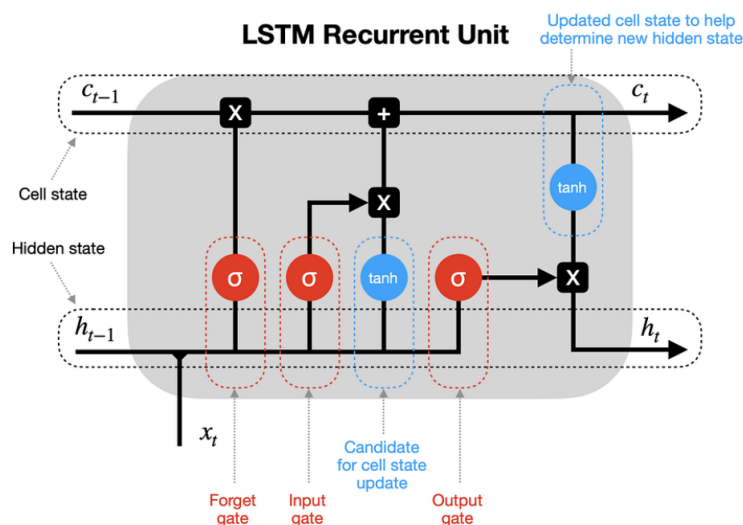 LSTM Recurrent Unit
Updated cell state to help
determine new hidden state
c_{t-1}
X
+
c_t
Cell state
X
tanh
Hidden state
σ
σ
tanh
σ
X
h_{t-1}
h_t
x_t
Forget
gate
Input
gate
Candidate
for cell state
update
Output
gate